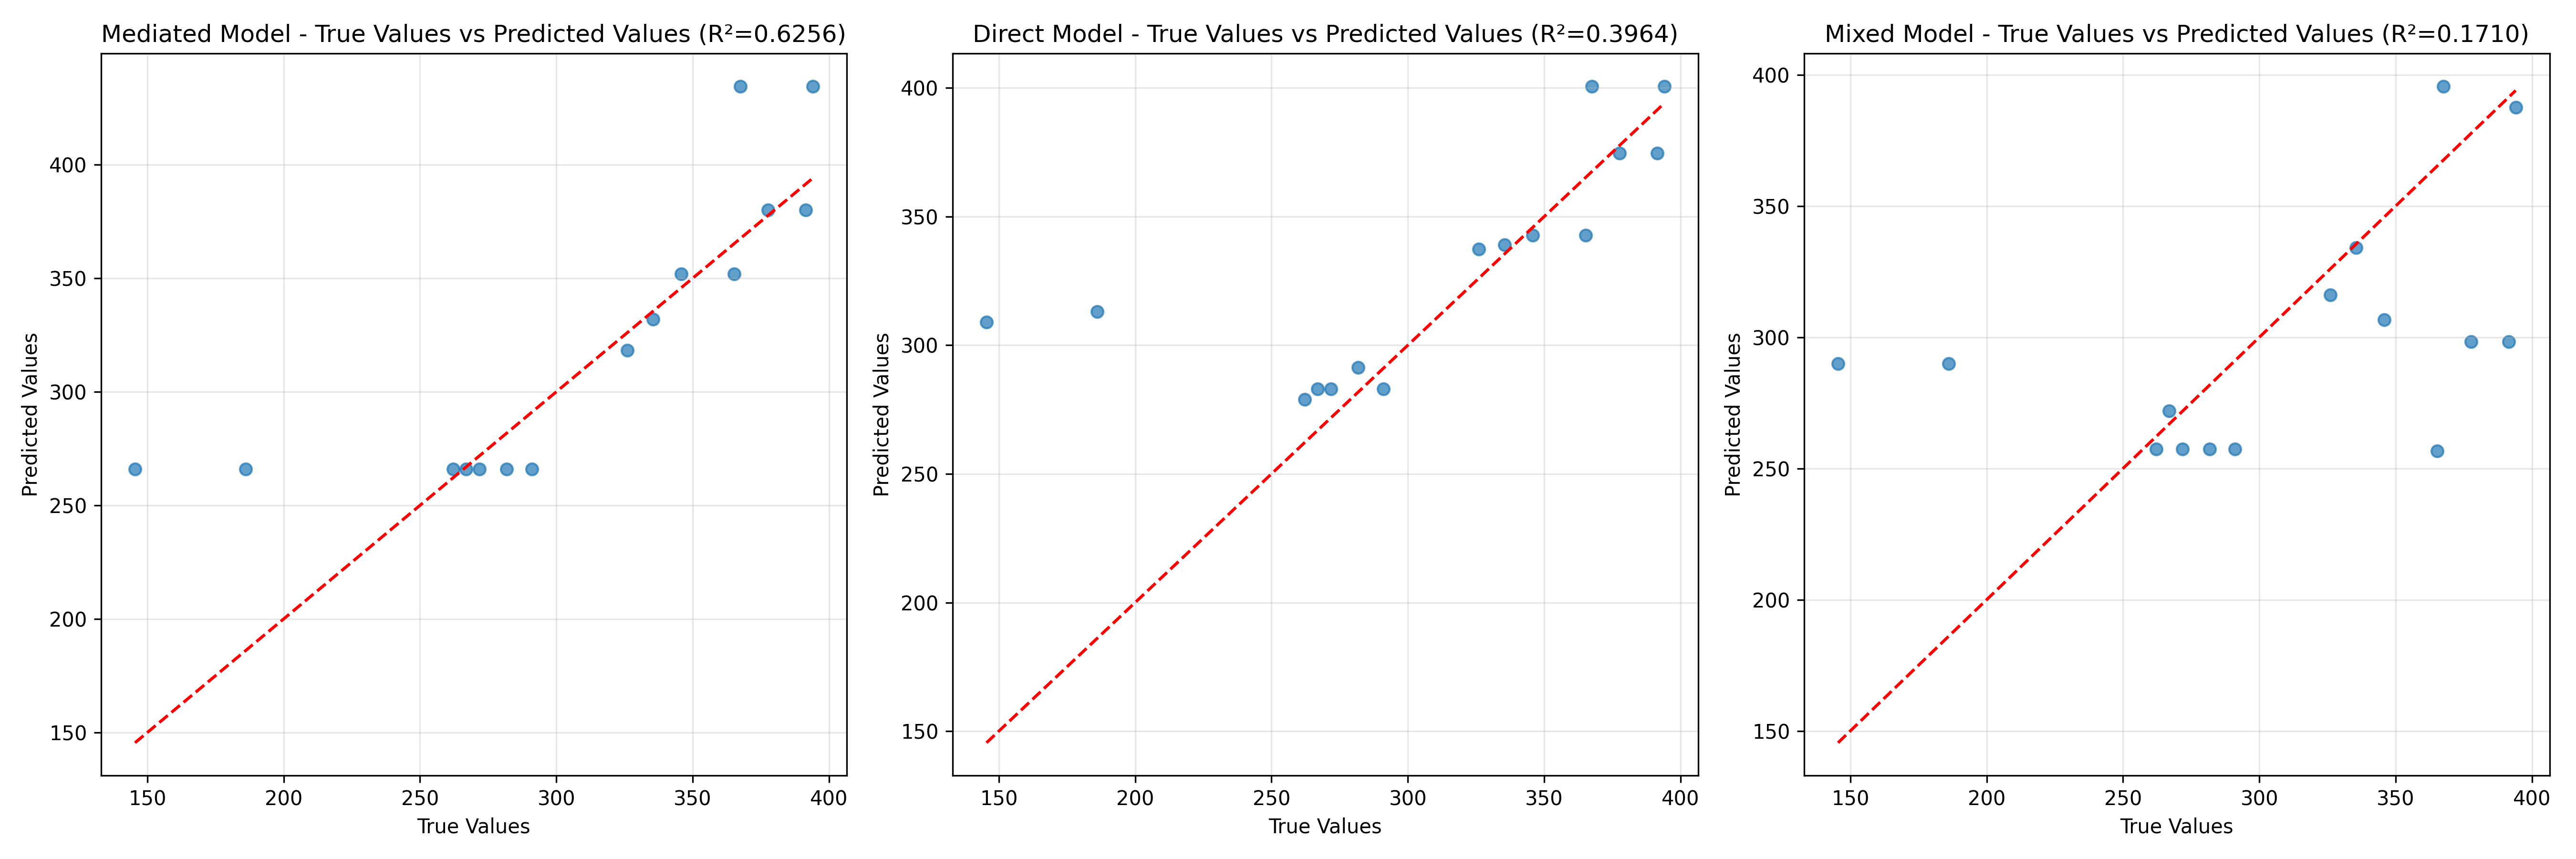 Mediated Model - True Values vs Predicted Values (R²=0.6256)
Predicted Values
400
350
300
250
200
150
150 200 250 300 350 400
True Values
Direct Model - True Values vs Predicted Values (R²=0.3964)
Predicted Values
400
350
300
250
200
150
150 200 250 300 350 400
True Values
Mixed Model - True Values vs Predicted Values (R²=0.1710)
Predicted Values
400
350
300
250
200
150
150 200 250 300 350 400
True Values